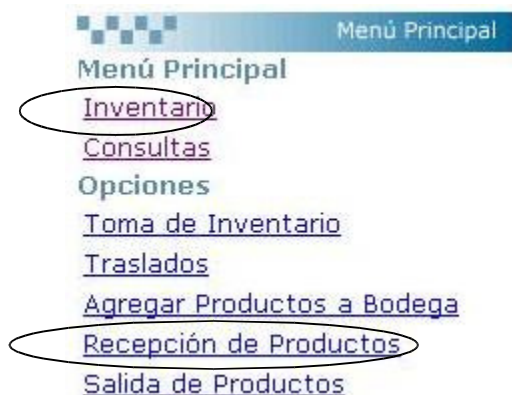 Menú Principal
Menú Principal
Inventario
Consultas
Opciones
Toma de Inventario
Traslados
Agregar Productos a Bodega
Recepción de Productos
Salida de Productos